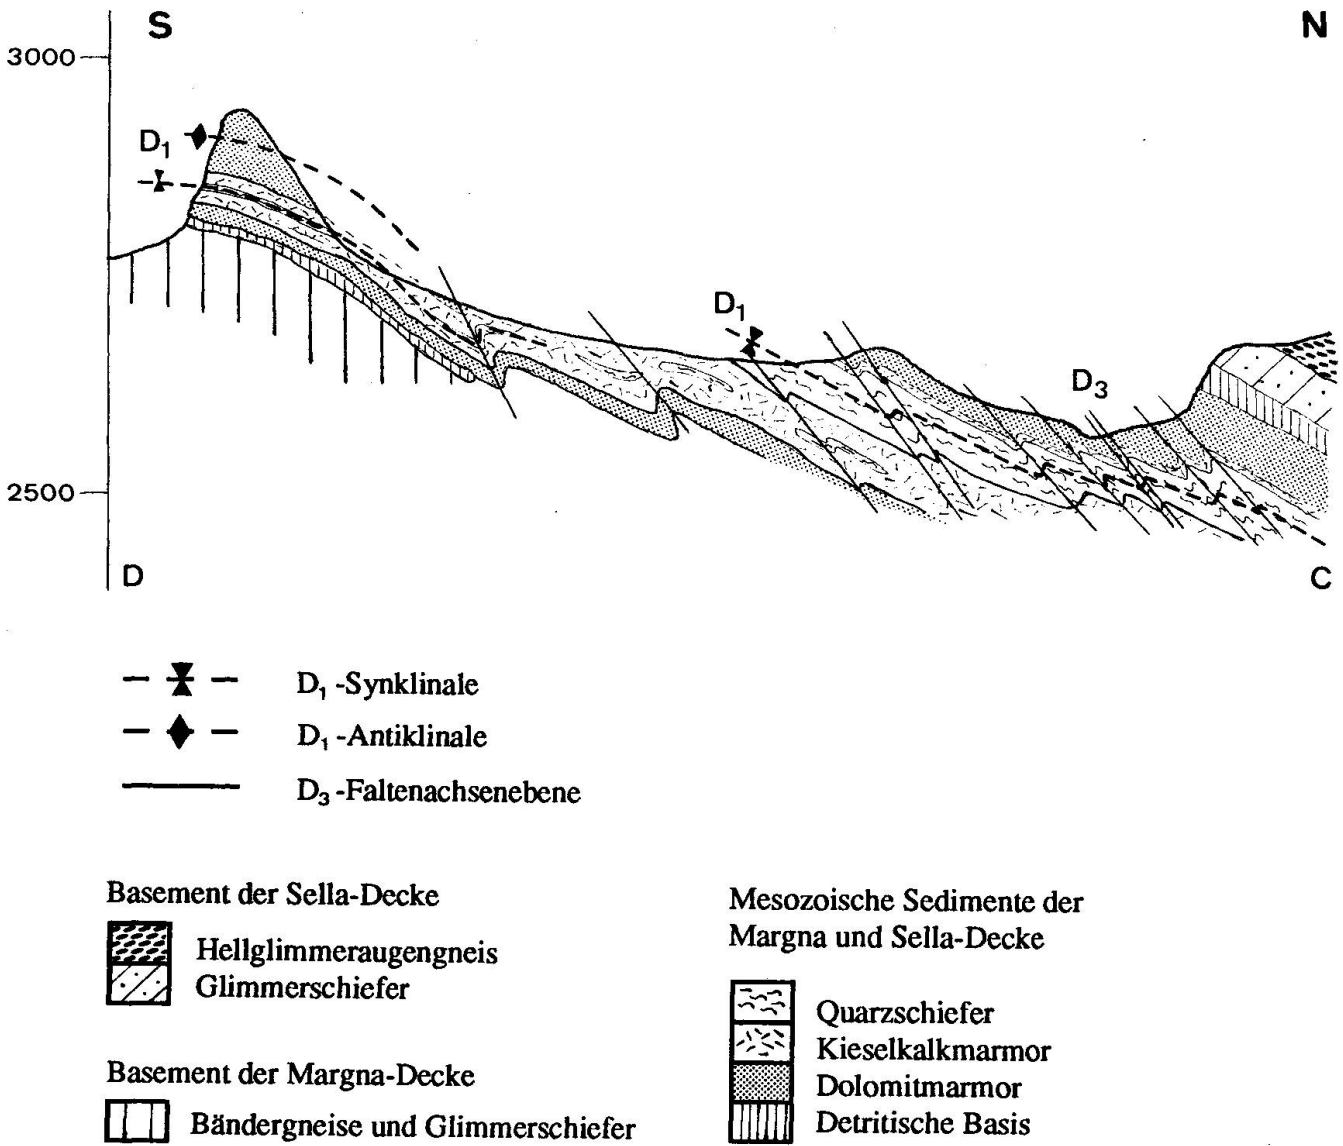 S N
3000
D₁
D₁
D₃
2500
D C
D₁-Synklinale
D₁-Antiklinale
D₃-Faltenachsenebene
Basement der Sella-Decke
Hellglimmeraugengneis
Glimmerschiefer
Basement der Margna-Decke
Bändergneise und Glimmerschiefer
Mesozoische Sedimente der
Margna und Sella-Decke
Quarzschiefer
Kieselkalkmarmor
Dolomitmarmor
Detritische Basis